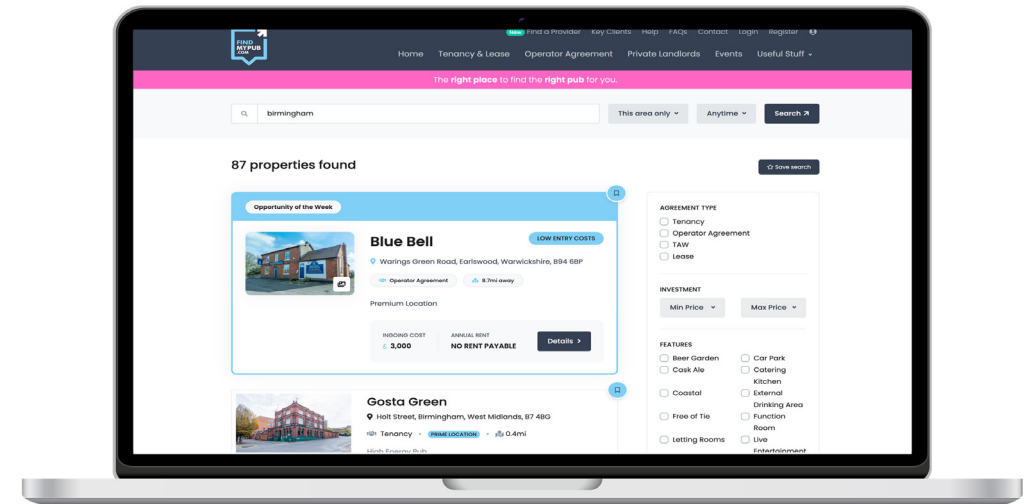 FIND
MYPUB
.COM
New Find a Provider Key Clients Help FAQs Contact Login Register
Home Tenancy & Lease Operator Agreement Private Landlords Events Useful Stuff
The right place to find the right pub for you.
birmingham This area only Anytime Search
87 properties found
Save search
Opportunity of the Week
Blue Bell
LOW ENTRY COSTS
Warings Green Road, Earlswood, Warwickshire, B94 6BP
Operator Agreement 8.7mi away
Premium Location
INGOING COST ANNUAL RENT
£ 3,000 NO RENT PAYABLE
Details >
Gosta Green
Holt Street, Birmingham, West Midlands, B7 4BG
Tenancy • PRIME LOCATION • 0.4mi
High Energy Pub
AGREEMENT TYPE
Tenancy
Operator Agreement
TAW
Lease
INVESTMENT
Min Price Max Price
FEATURES
Beer Garden Car Park
Cask Ale Catering
Kitchen
Coastal External
Drinking Area
Free of Tie Function
Room
Letting Rooms Live
Entertainment